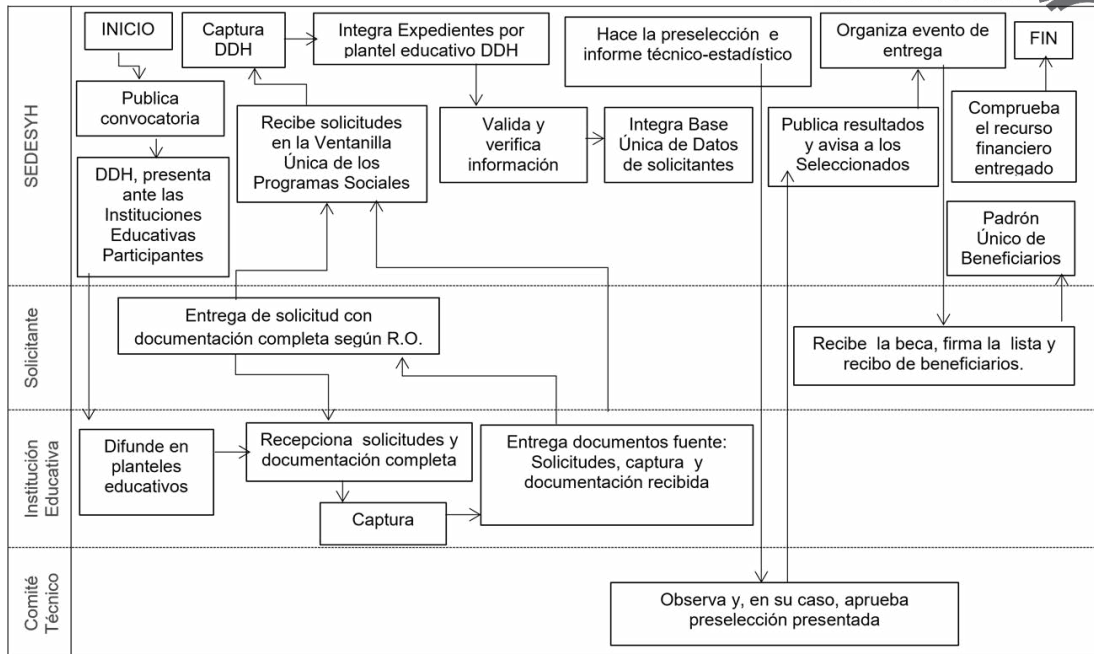 SEDESYH
INICIO
Publica
convocatoria
DDH, presenta
ante las
Instituciones
Educativas
Participantes
Captura
DDH
Recibe solicitudes
en la Ventanilla
Única de los
Programas Sociales
Integra Expedientes por
plantel educativo DDH
Valida y
verifica
información
Integra Base
Única de Datos
de solicitantes
Hace la preselección e
informe técnico-estadístico
Publica resultados
y avisa a los
Seleccionados
Organiza evento de
entrega
FIN
Comprueba
el recurso
financiero
entregado
Padrón
Único de
Beneficiarios
Solicitante
Entrega de solicitud con
documentación completa según R.O.
Recibe la beca, firma la lista y
recibo de beneficiarios.
Institución
Educativa
Difunde en
planteles
educativos
Recepciona solicitudes y
documentación completa
Captura
Entrega documentos fuente:
Solicitudes, captura y
documentación recibida
Comité
Técnico
Observa y, en su caso, aprueba
preselección presentada